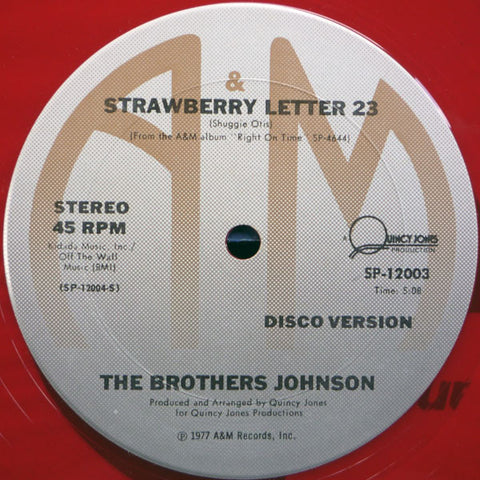 A & M
STRAWBERRY LETTER 23
(Shuggie Otis)
(From the A&M album "Right On Time" SP-4644)
STEREO
45 RPM
Kidada Music, Inc./
Off The Wall
Music (BMI)
(SP-12004-S)
A QUINCY JONES
PRODUCTION
SP-12003
Time: 5:08
DISCO VERSION
THE BROTHERS JOHNSON
Produced and Arranged by Quincy Jones
for Quincy Jones Productions
℗ 1977 A&M Records, Inc.
ur